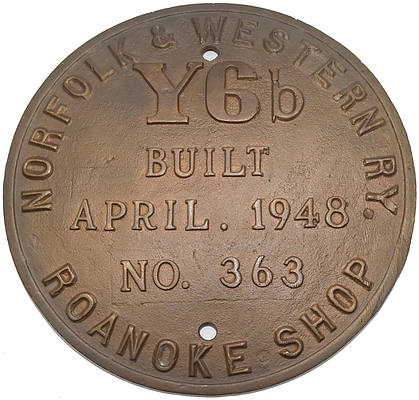 NORFOLK & WESTERN RY.
Y6b
BUILT
APRIL. 1948
NO. 363
ROANOKE SHOP